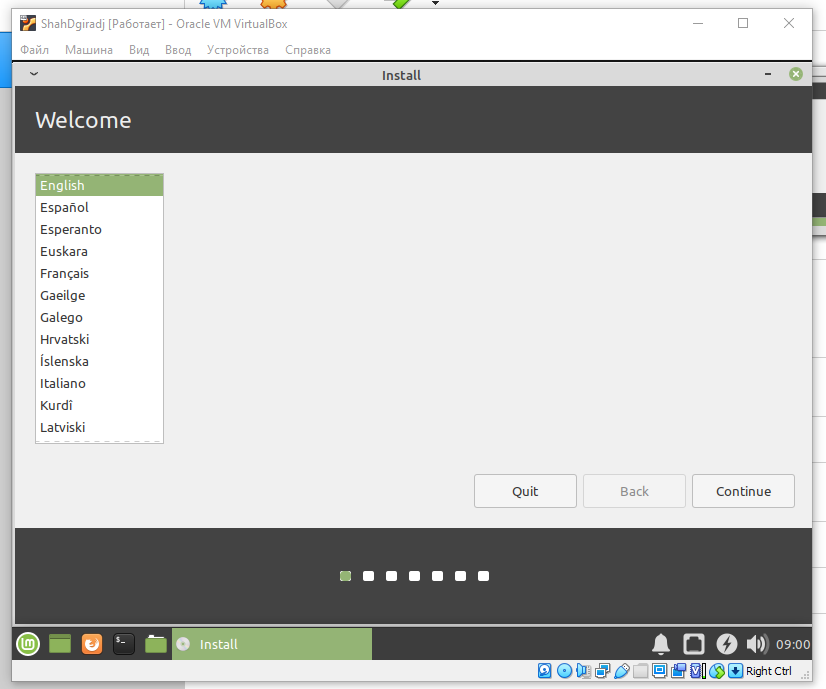 ShahDgiradj [Работает] - Oracle VM VirtualBox
Файл Машина Вид Ввод Устройства Справка
Install
Welcome
English
Español
Esperanto
Euskara
Français
Gaeilge
Galego
Hrvatski
Íslenska
Italiano
Kurdî
Latviski
Quit Back Continue
Install 09:00
Right Ctrl